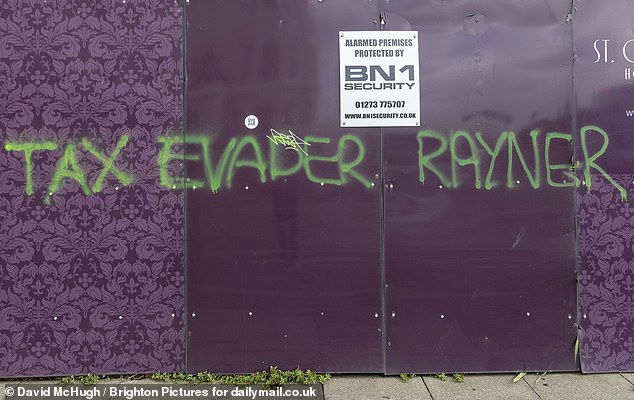 ALARMED PREMISES
PROTECTED BY
BN1
SECURITY
01273 775707
WWW.BN1SECURITY.CO.UK
ST. C
H
W
TAX EVADER RAYNER
© David McHugh / Brighton Pictures for dailymail.co.uk